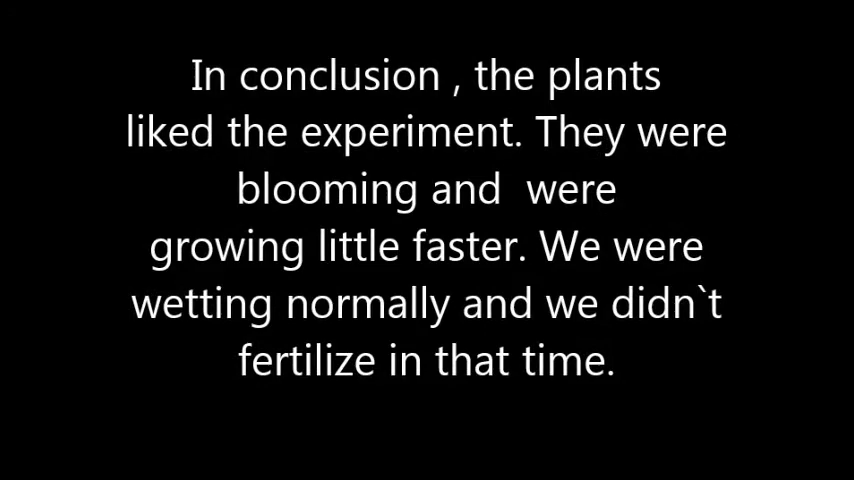 In conclusion , the plants
liked the experiment. They were
blooming and  were
growing little faster. We were
wetting normally and we didn`t
fertilize in that time.